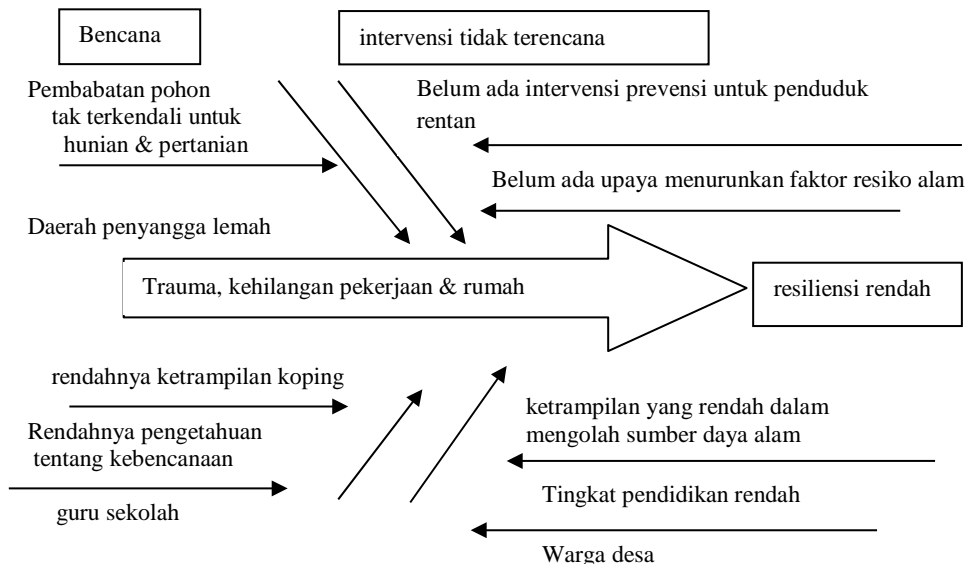 Bencana
intervensi tidak terencana
Pembabatan pohon
tak terkendali untuk
hunian & pertanian
Belum ada intervensi prevensi untuk penduduk
rentan
Belum ada upaya menurunkan faktor resiko alam
Daerah penyangga lemah
Trauma, kehilangan pekerjaan & rumah
resiliensi rendah
rendahnya ketrampilan koping
Rendahnya pengetahuan
tentang kebencanaan
guru sekolah
ketrampilan yang rendah dalam
mengolah sumber daya alam
Tingkat pendidikan rendah
Warga desa